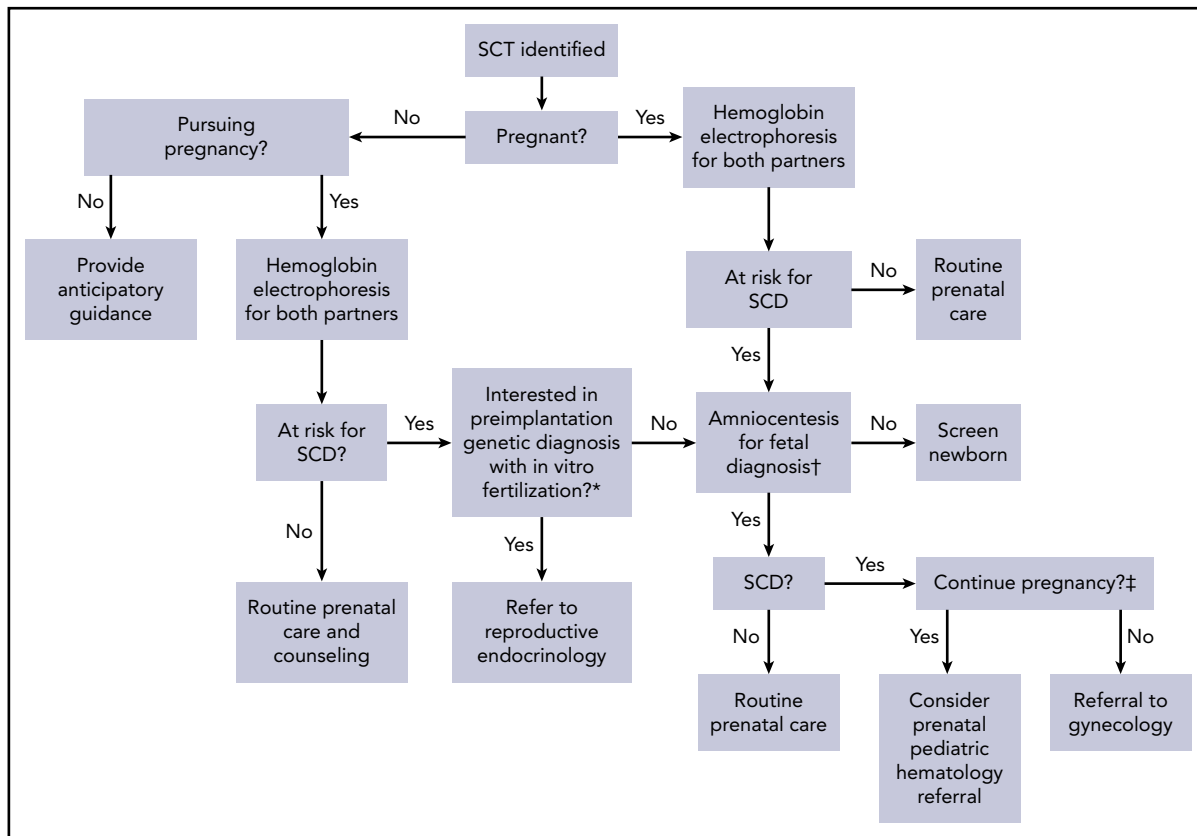 SCT identified
Pregnant?
No
Yes
Pursuing
pregnancy?
Hemoglobin
electrophoresis
for both partners
No
Yes
Provide
anticipatory
guidance
Hemoglobin
electrophoresis
for both partners
At risk for
SCD
No
Routine
prenatal
care
Yes
At risk for
SCD?
Yes
Interested in
preimplantation
genetic diagnosis
with in vitro
fertilization?*
No
Amniocentesis
for fetal
diagnosis†
No
Screen
newborn
No
Yes
Yes
Routine prenatal
care and
counseling
Refer to
reproductive
endocrinology
SCD?
Yes
Continue pregnancy?‡
No
Yes
No
Routine
prenatal care
Consider
prenatal
pediatric
hematology
referral
Referral to
gynecology